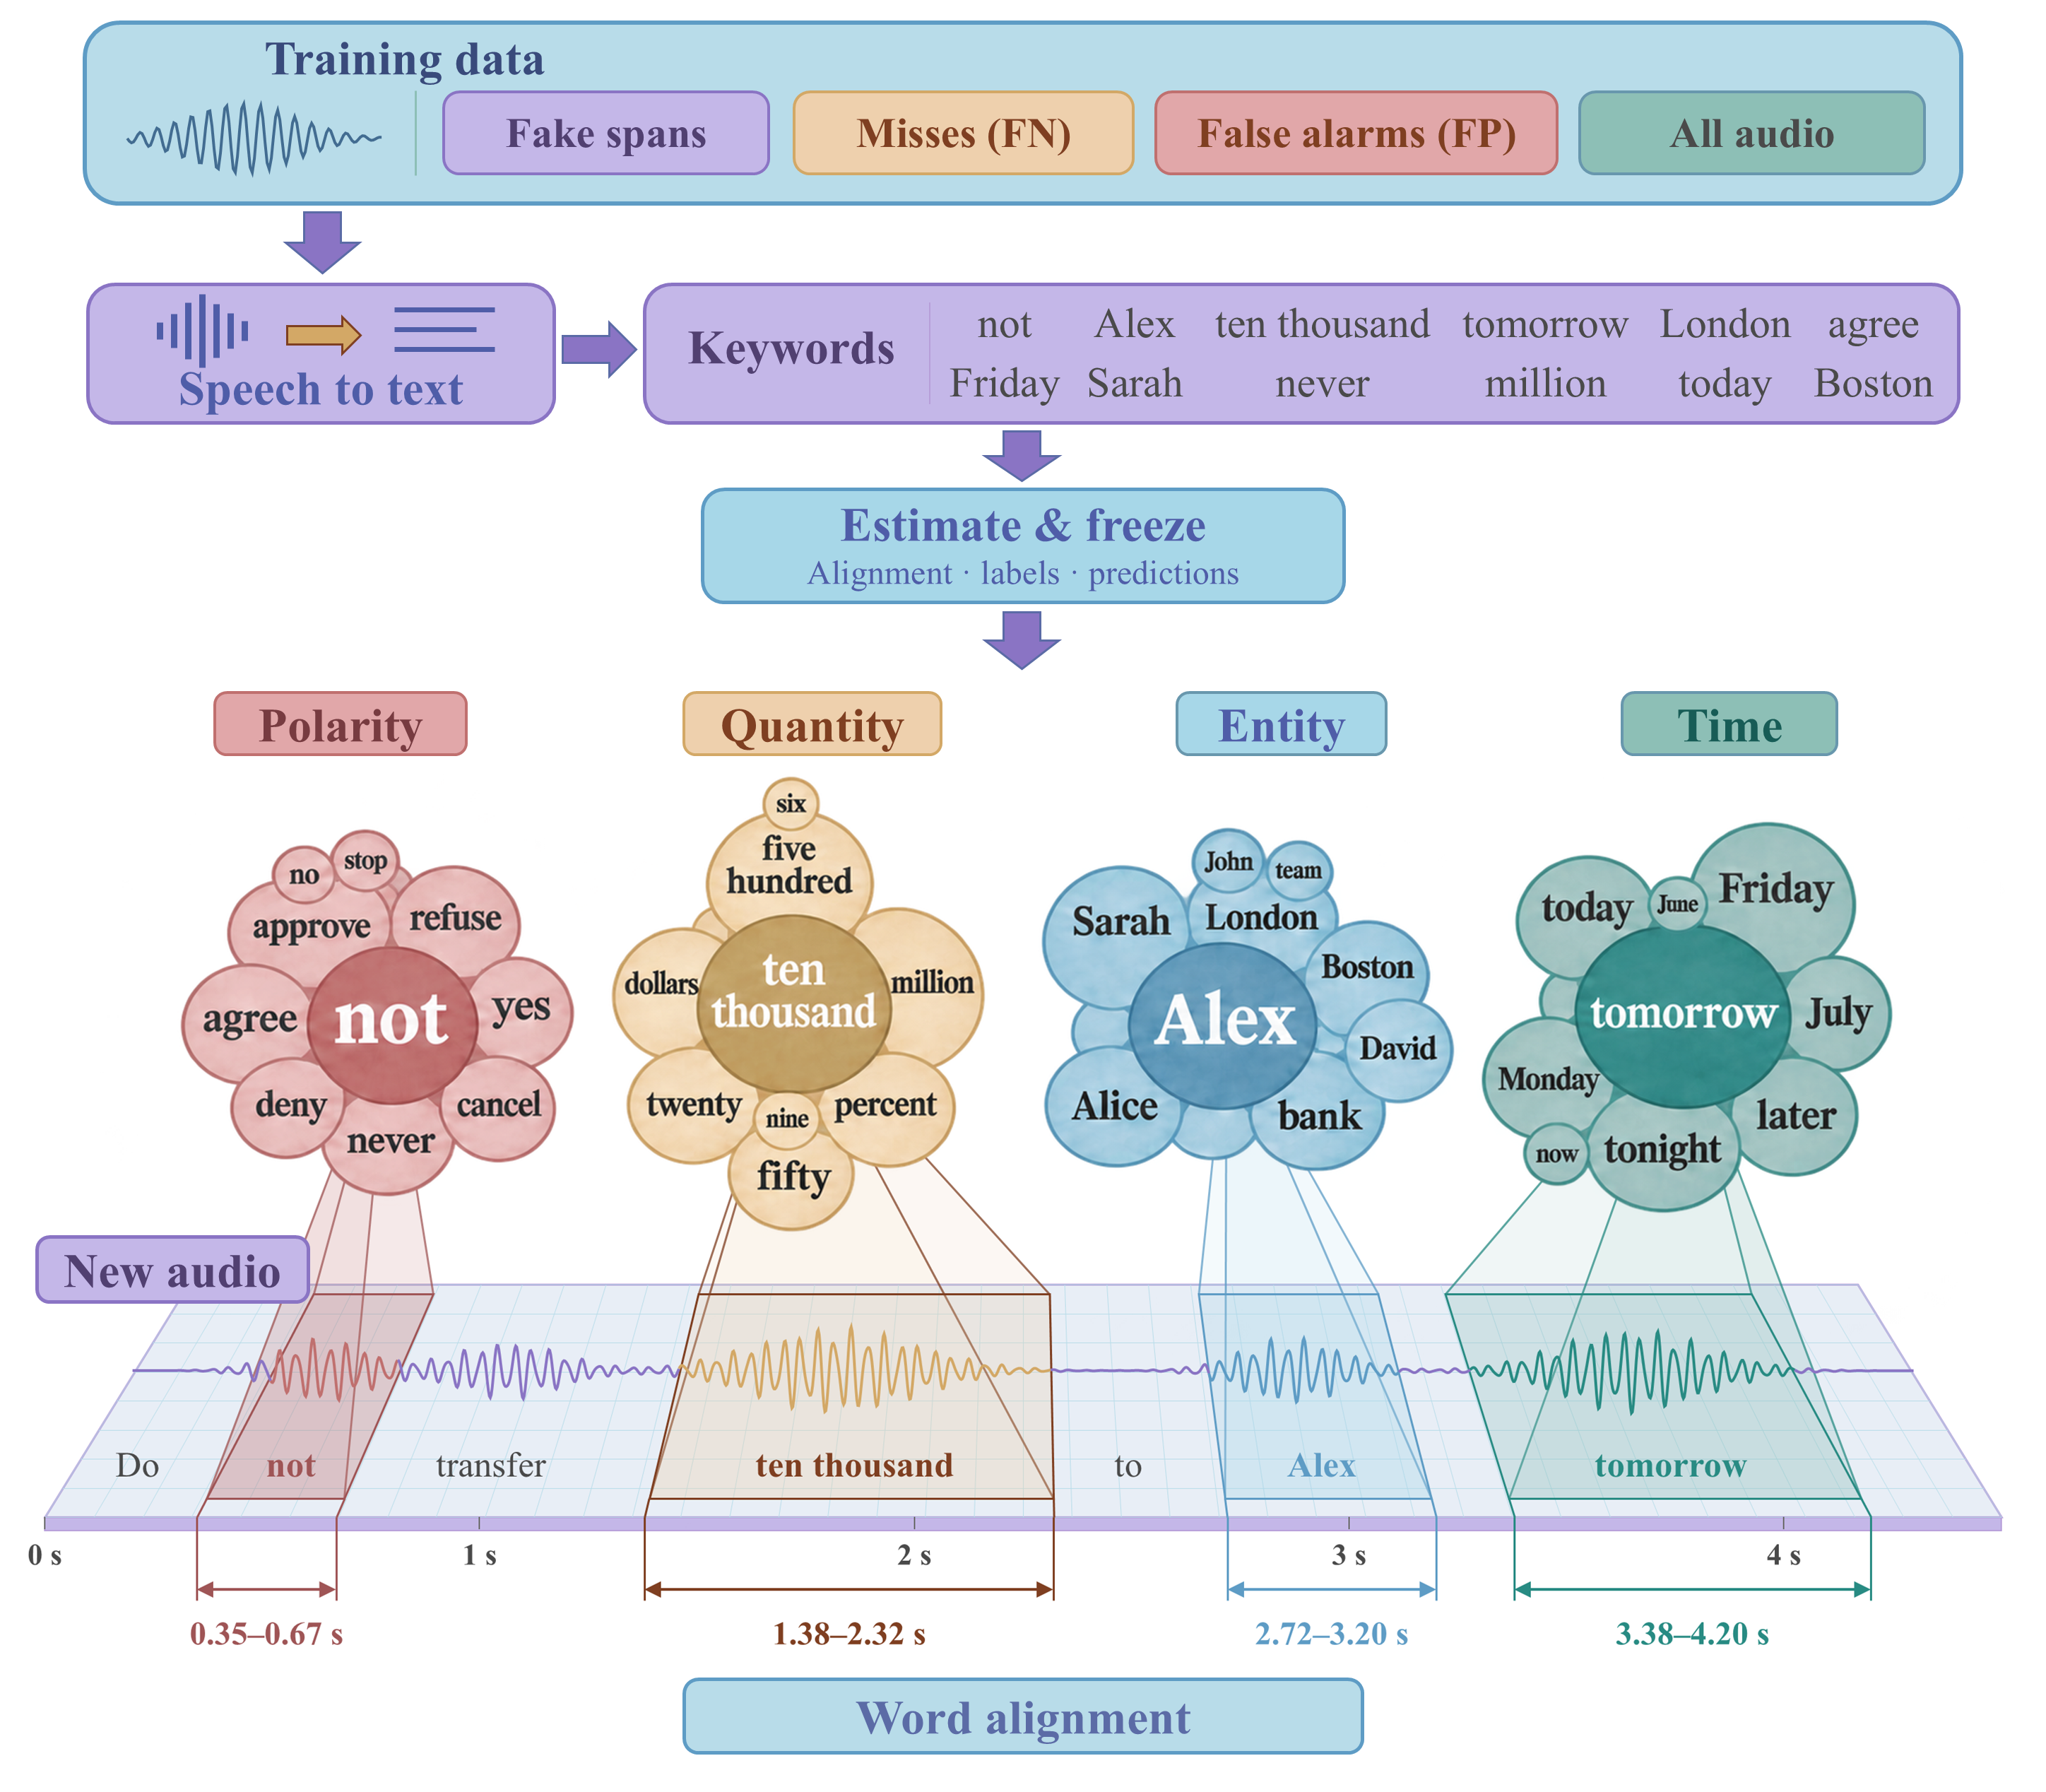 Training data
Fake spans
Misses (FN)
False alarms (FP)
All audio
Speech to text
Keywords
not Alex ten thousand tomorrow London agree
Friday Sarah never million today Boston
Estimate & freeze
Alignment · labels · predictions
Polarity
Quantity
Entity
Time
no
stop
approve
refuse
agree
not
yes
deny
never
cancel
six
five
hundred
dollars
ten
thousand
million
twenty
nine
percent
fifty
John
team
Sarah
London
Boston
Alex
David
Alice
bank
today
June
Friday
tomorrow
July
Monday
later
now
tonight
New audio
Do not transfer ten thousand to Alex tomorrow
0 s 1 s 2 s 3 s 4 s
0.35–0.67 s 1.38–2.32 s 2.72–3.20 s 3.38–4.20 s
Word alignment